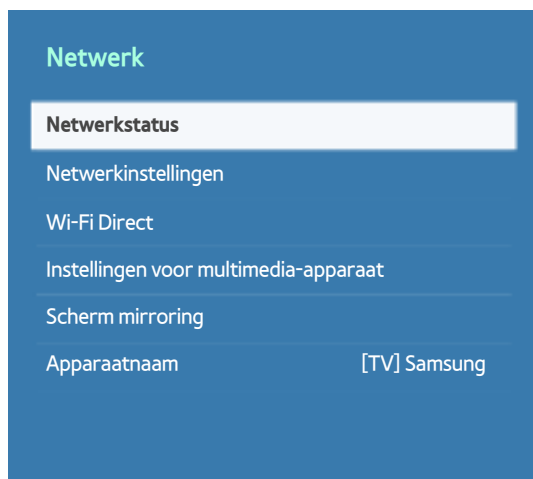 Netwerk
Netwerkstatus
Netwerkinstellingen
Wi-Fi Direct
Instellingen voor multimedia-apparaat
Scherm mirroring
Apparaatnaam [TV] Samsung